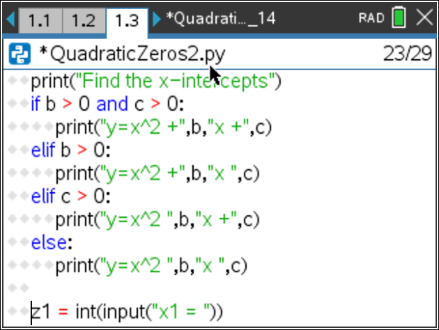 1.1 1.2 1.3 *Quadrati..._14 RAD
*QuadraticZeros2.py 23/29
print("Find the x-intercepts")
if b > 0 and c > 0:
print("y=x^2 +",b,"x +",c)
elif b > 0:
print("y=x^2 +",b,"x ",c)
elif c > 0:
print("y=x^2 ",b,"x +",c)
else:
print("y=x^2 ",b,"x ",c)
z1 = int(input("x1 = "))